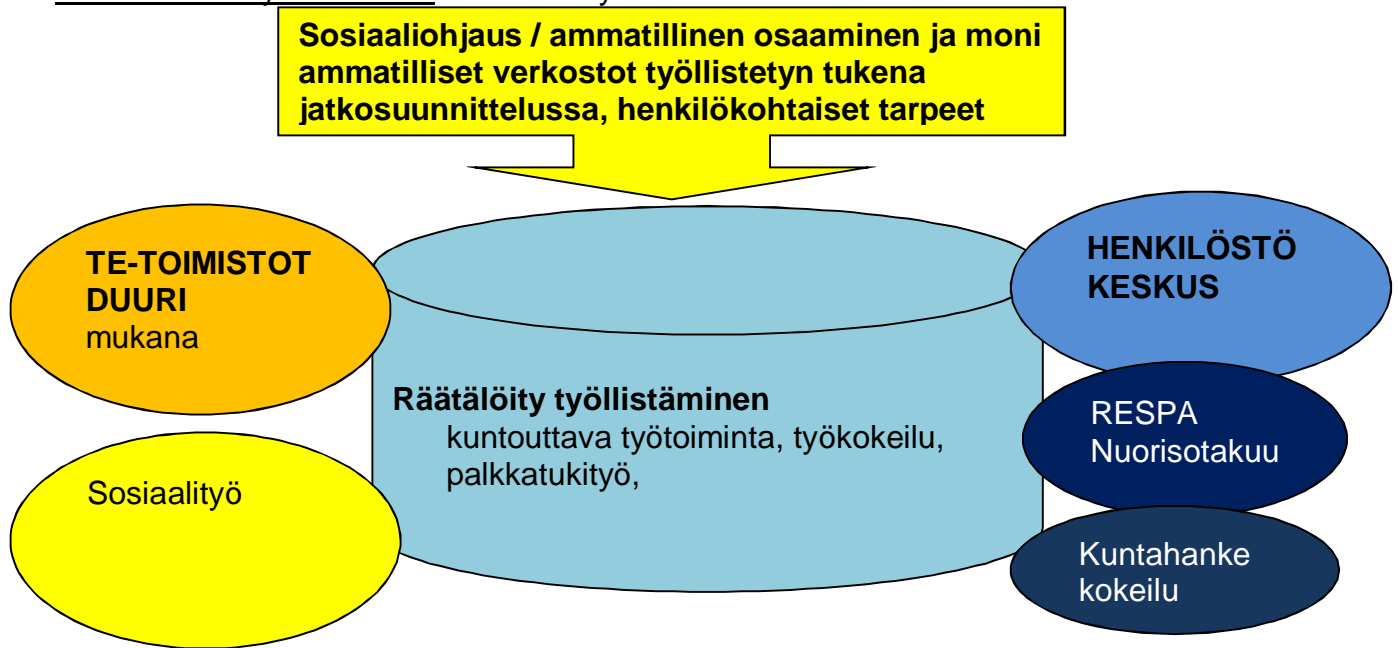 Sosiaaliohjaus / ammatillinen osaaminen ja moni
ammatilliset verkostot työllistetyn tukena
jatkosuunnittelussa, henkilökohtaiset tarpeet
TE-TOIMISTOT
DUURI
mukana
HENKILÖSTÖ
KESKUS
Räätälöity työllistäminen
kuntouttava työtoiminta, työkokeilu,
palkkatukityö,
RESPA
Nuorisotakuu
Sosiaalityö
Kuntahanke
kokeilu